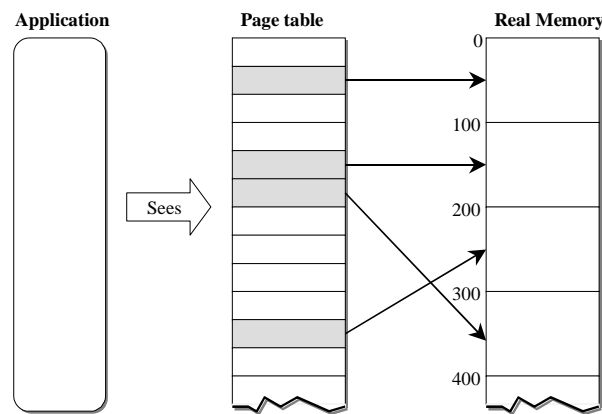 Application
Page table
Real Memory
0
100
Sees
200
300
400